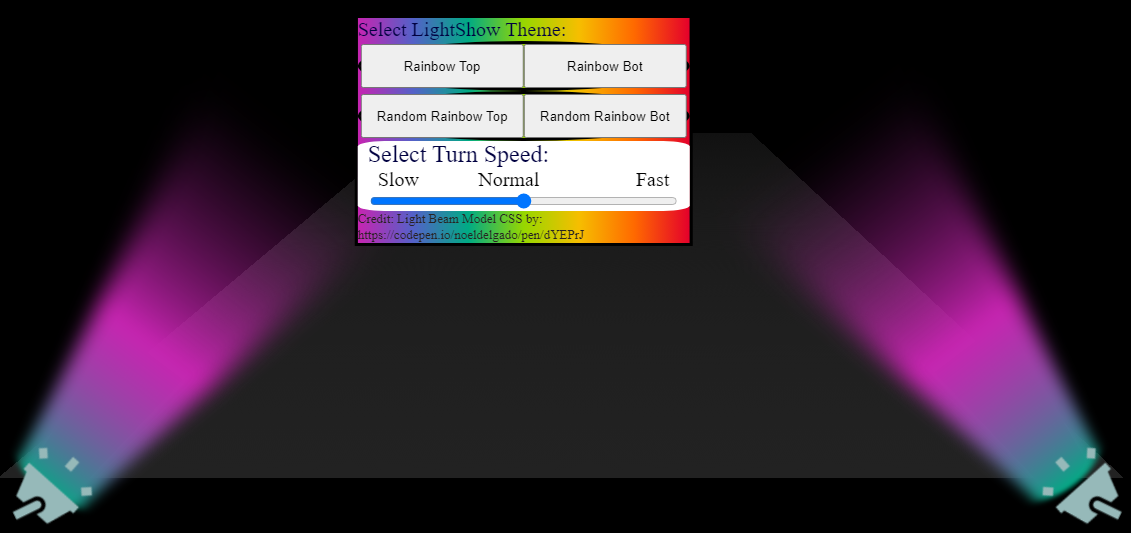 Select LightShow Theme:
Rainbow Top Rainbow Bot
Random Rainbow Top Random Rainbow Bot
Select Turn Speed:
Slow Normal Fast
Credit: Light Beam Model CSS by:
https://codepen.io/noeldelgado/pen/dYEPrJ